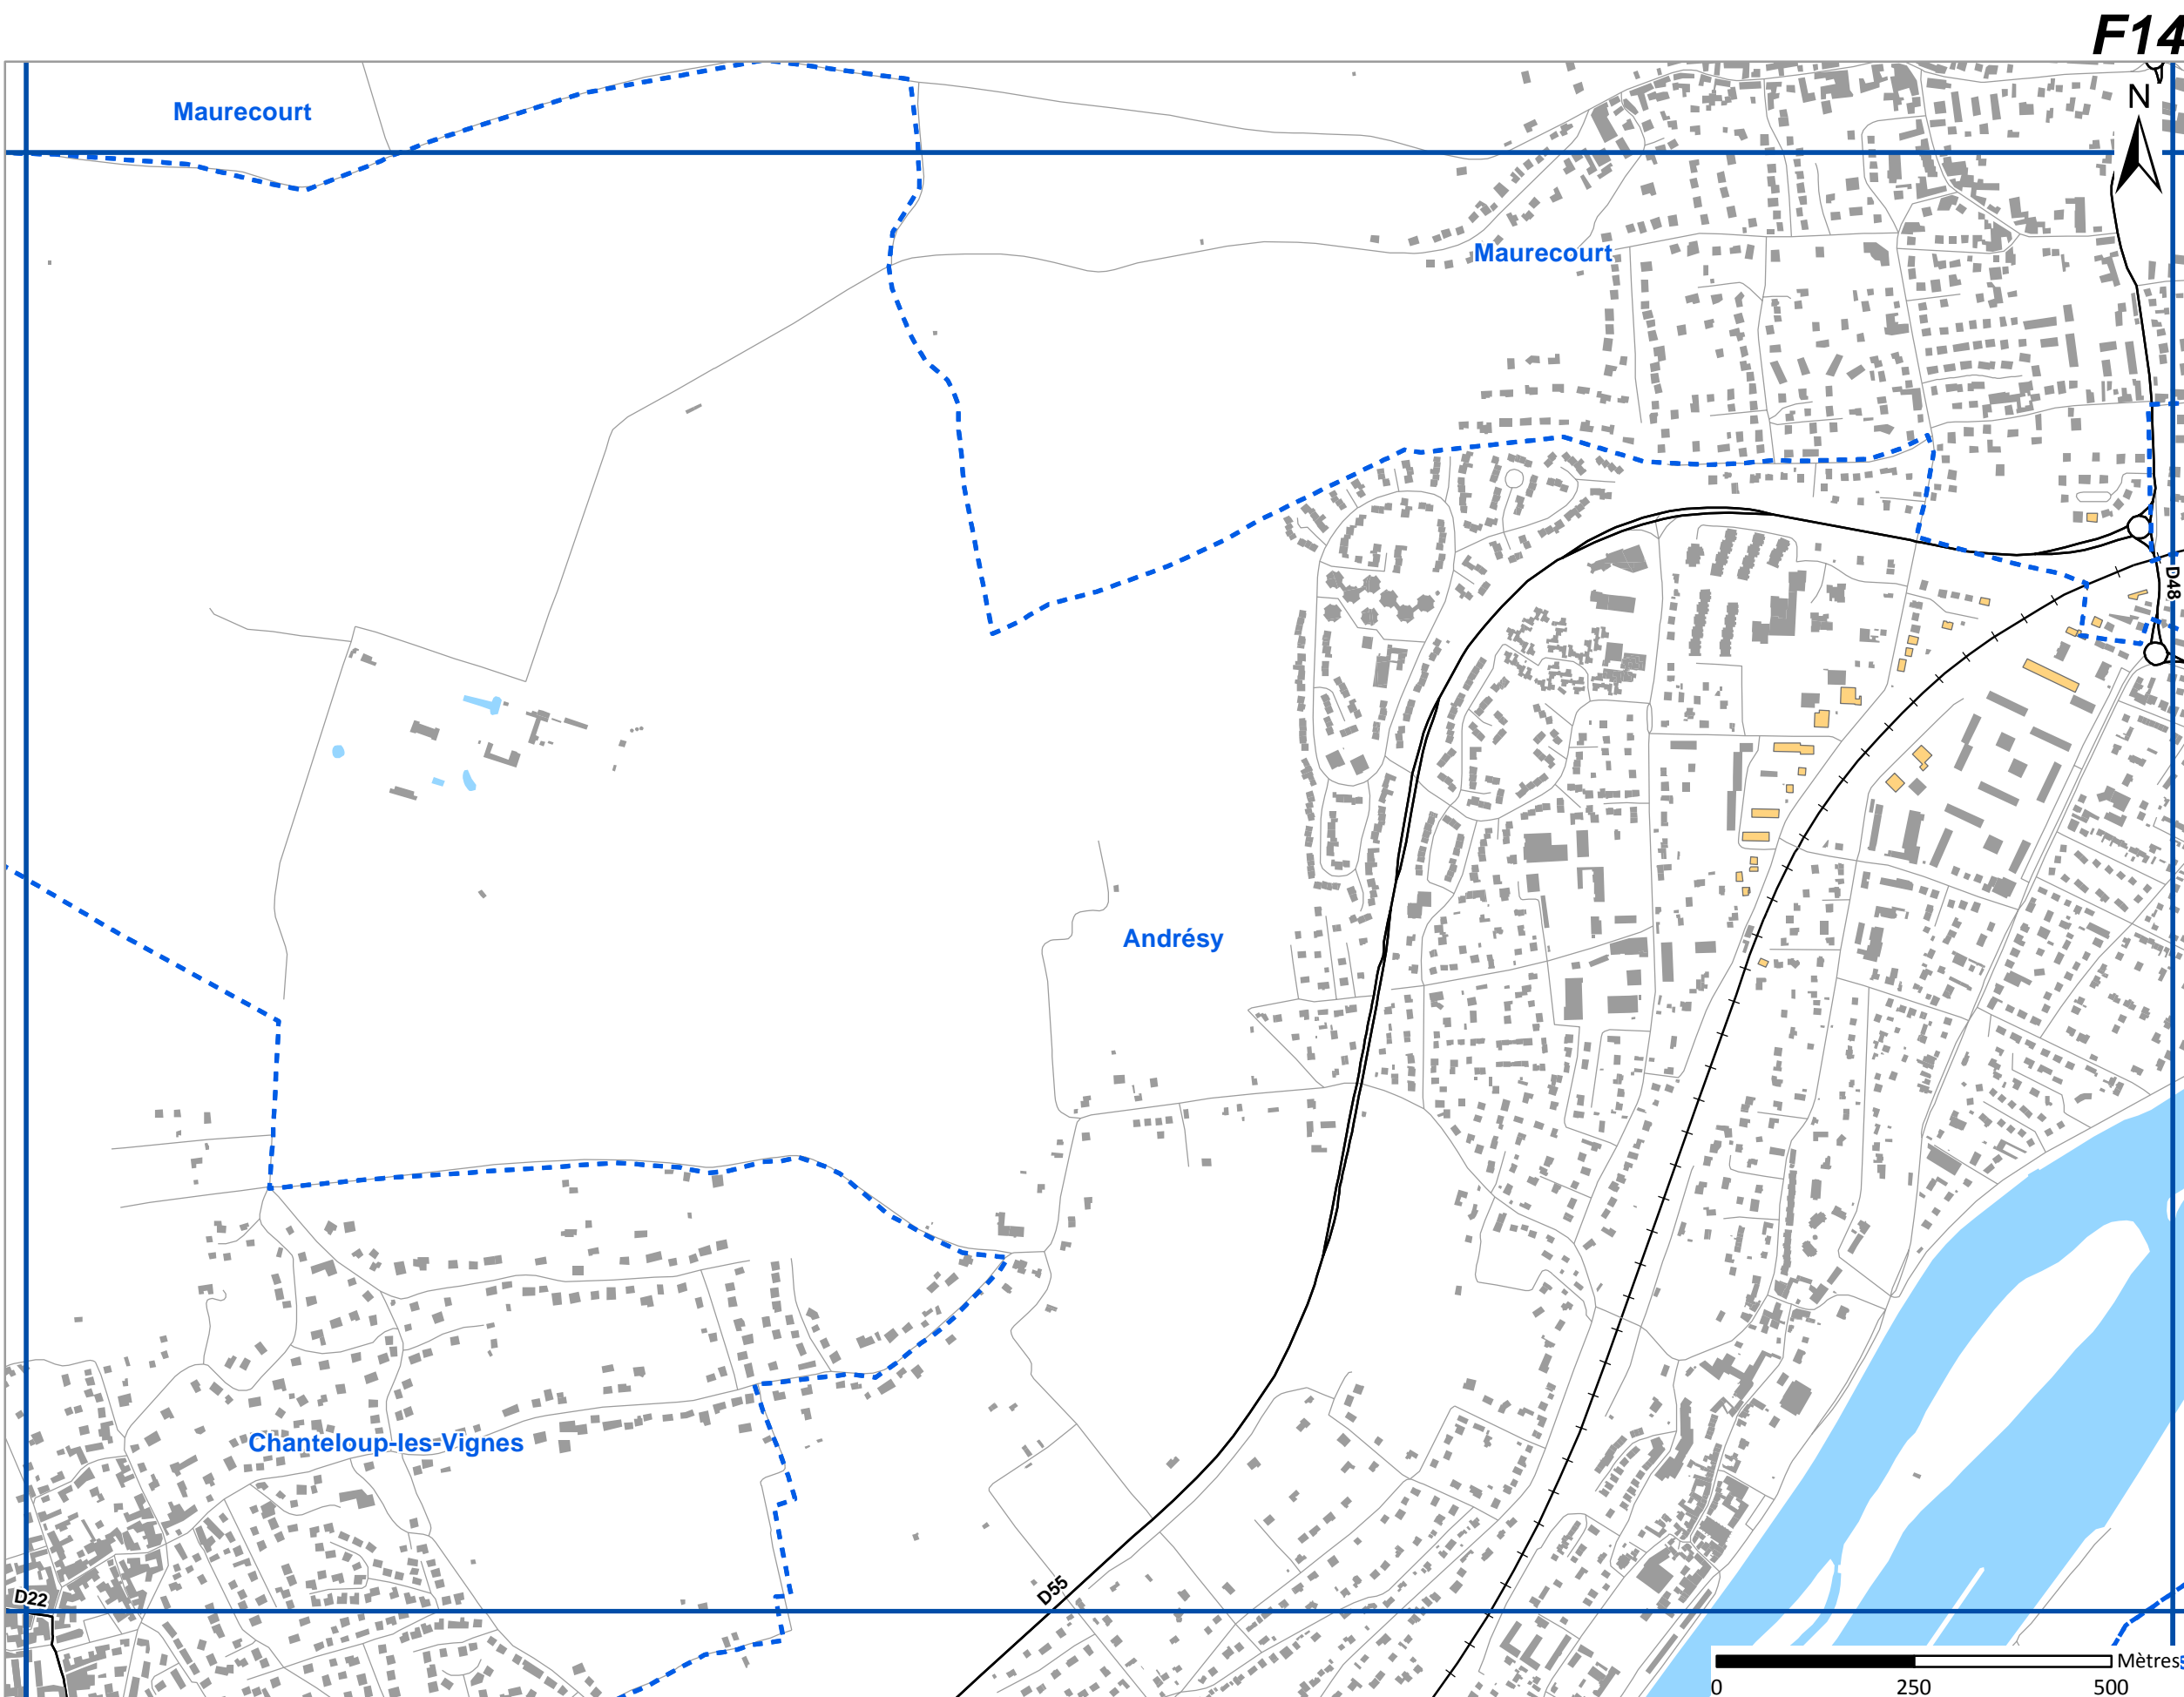 F14
Maurecourt
N
Maurecourt
D48
Andrésy
Chanteloup-les-Vignes
D22
D55
Mètres
0 250 500